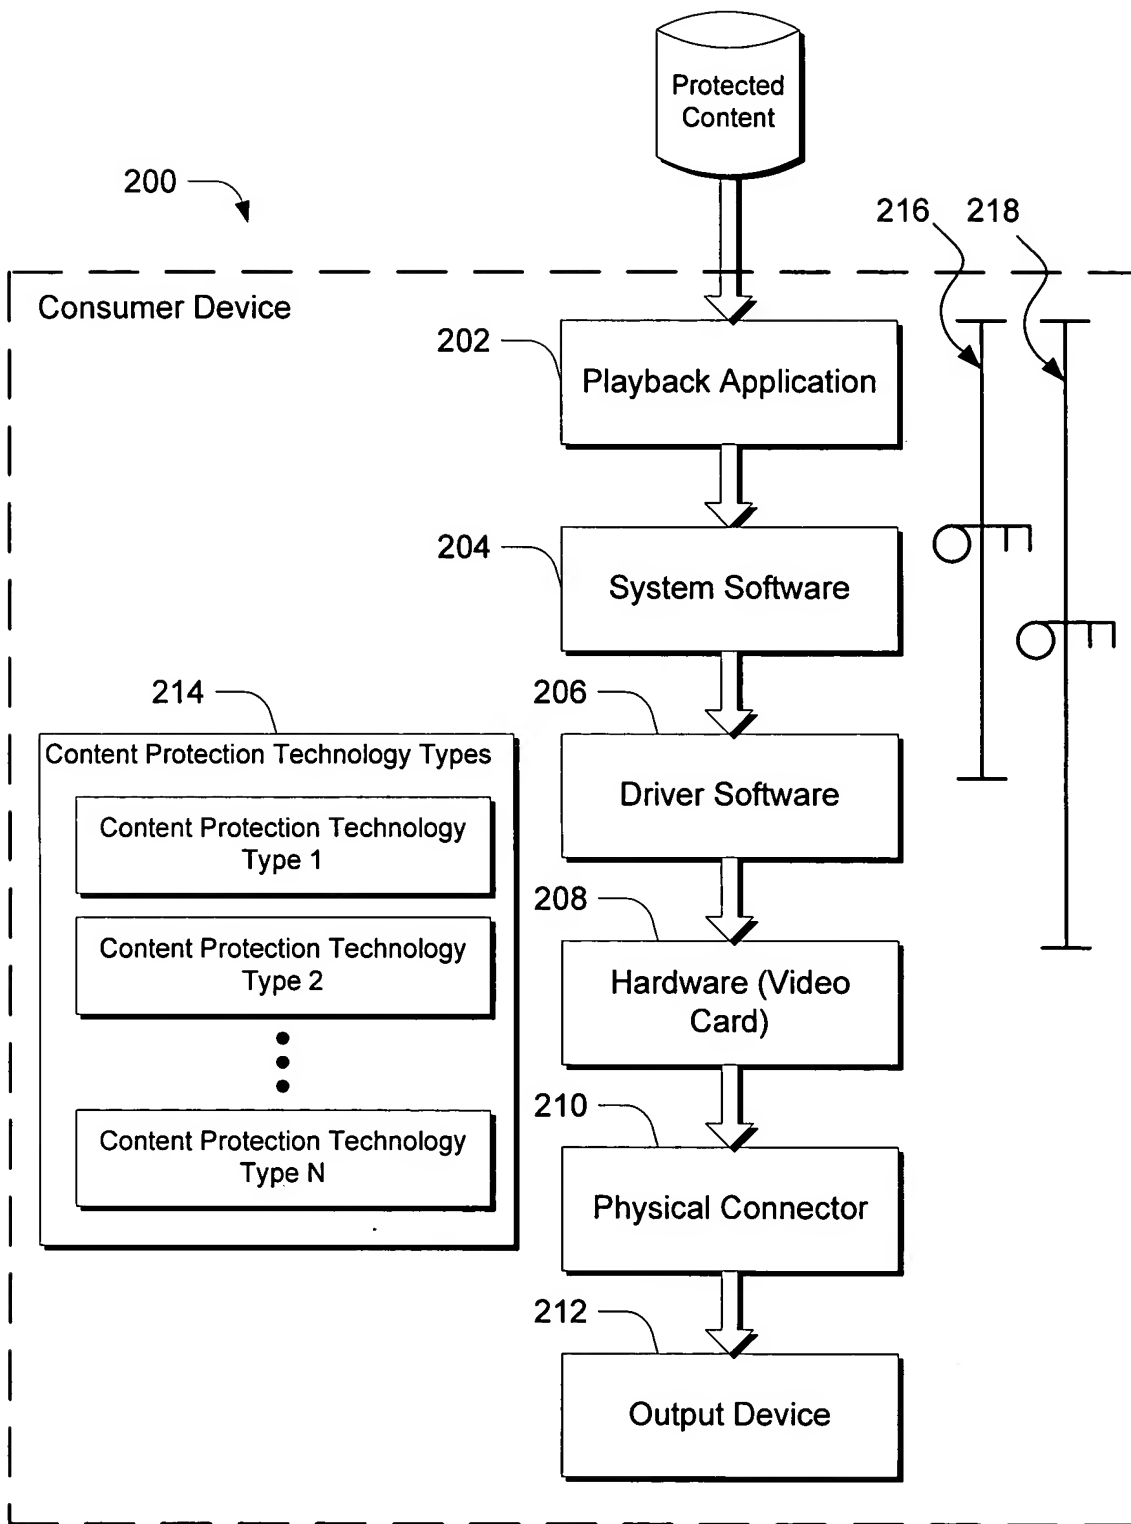 Protected
Content
200
216
218
Consumer Device
202
Playback Application
204
System Software
214
206
Content Protection Technology Types
Driver Software
Content Protection Technology
Type 1
208
Content Protection Technology
Type 2
Hardware (Video
Card)
210
Content Protection Technology
Type N
Physical Connector
212
Output Device